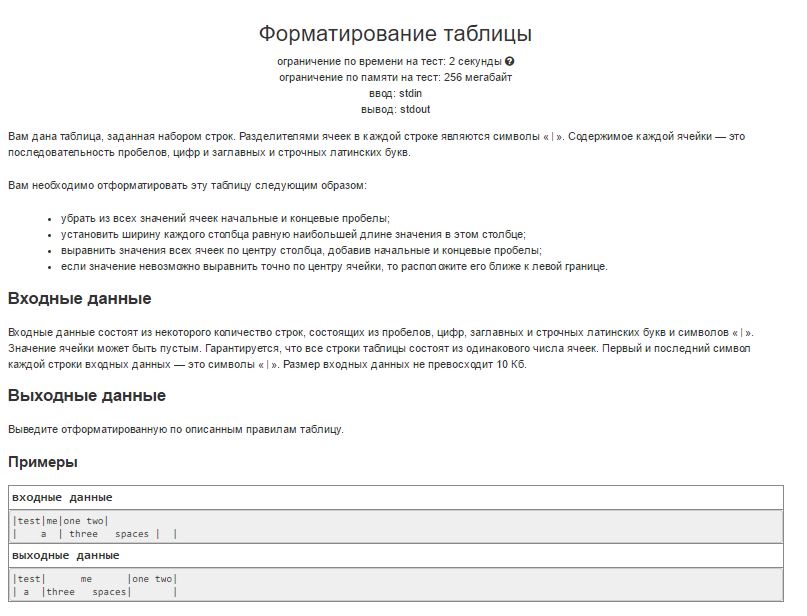 Форматирование таблицы
ограничение по времени на тест: 2 секунды
ограничение по памяти на тест: 256 мегабайт
ввод: stdin
вывод: stdout
Вам дана таблица, заданная набором строк. Разделителями ячеек в каждой строке являются символы « | ». Содержимое каждой ячейки — это
последовательность пробелов, цифр и заглавных и строчных латинских букв.
Вам необходимо отформатировать эту таблицу следующим образом:
• убрать из всех значений ячеек начальные и концевые пробелы;
• установить ширину каждого столбца равную наибольшей длине значения в этом столбце;
• выравнить значения всех ячеек по центру столбца, добавив начальные и концевые пробелы;
• если значение невозможно выравнить точно по центру ячейки, то расположите его ближе к левой границе.
Входные данные
Входные данные состоят из некоторого количество строк, состоящих из пробелов, цифр, заглавных и строчных латинских букв и символов « | ».
Значение ячейки может быть пустым. Гарантируется, что все строки таблицы состоят из одинакового числа ячеек. Первый и последний символ
каждой строки входных данных — это символы « | ». Размер входных данных не превосходит 10 Кб.
Выходные данные
Выведите отформатированную по описанным правилам таблицу.
Примеры
входные данные
|test|me|one two|
|    a  | three   spaces |  |
выходные данные
|test|      me      |one two|
| a  |three   spaces|       |